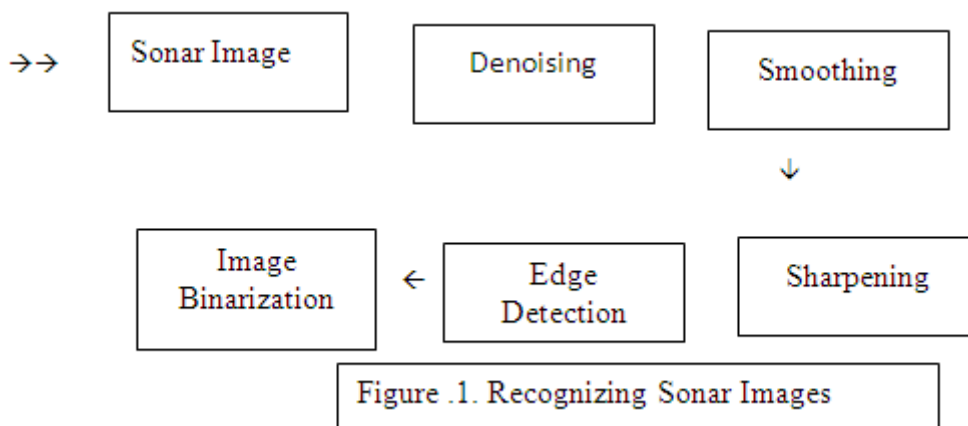 →→
Sonar Image
Denoising
Smoothing
↓
Image
Binarization
←
Edge
Detection
Sharpening
Figure .1. Recognizing Sonar Images